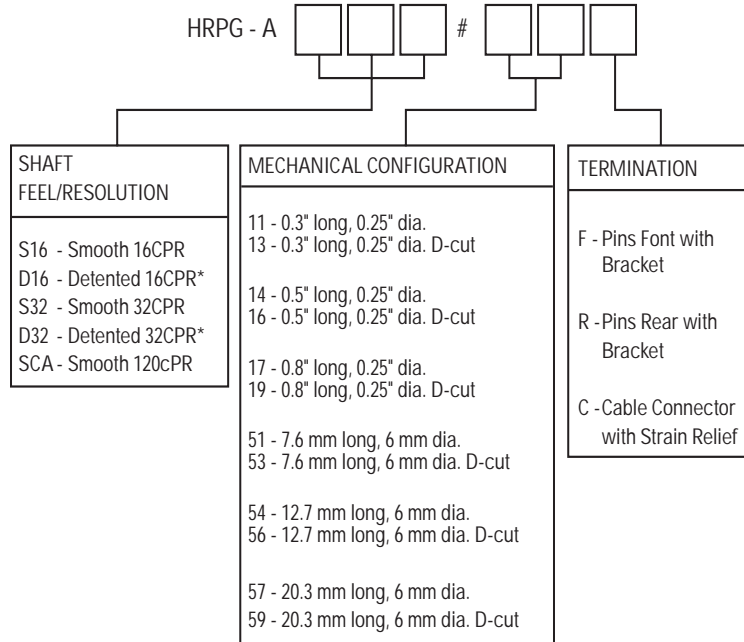 HRPG - A #
SHAFT
FEEL/RESOLUTION
S16 - Smooth 16CPR
D16 - Detented 16CPR*
S32 - Smooth 32CPR
D32 - Detented 32CPR*
SCA - Smooth 120cPR
MECHANICAL CONFIGURATION
11 - 0.3" long, 0.25" dia.
13 - 0.3" long, 0.25" dia. D-cut
14 - 0.5" long, 0.25" dia.
16 - 0.5" long, 0.25" dia. D-cut
17 - 0.8" long, 0.25" dia.
19 - 0.8" long, 0.25" dia. D-cut
51 - 7.6 mm long, 6 mm dia.
53 - 7.6 mm long, 6 mm dia. D-cut
54 - 12.7 mm long, 6 mm dia.
56 - 12.7 mm long, 6 mm dia. D-cut
57 - 20.3 mm long, 6 mm dia.
59 - 20.3 mm long, 6 mm dia. D-cut
TERMINATION
F - Pins Font with
Bracket
R - Pins Rear with
Bracket
C - Cable Connector
with Strain Relief